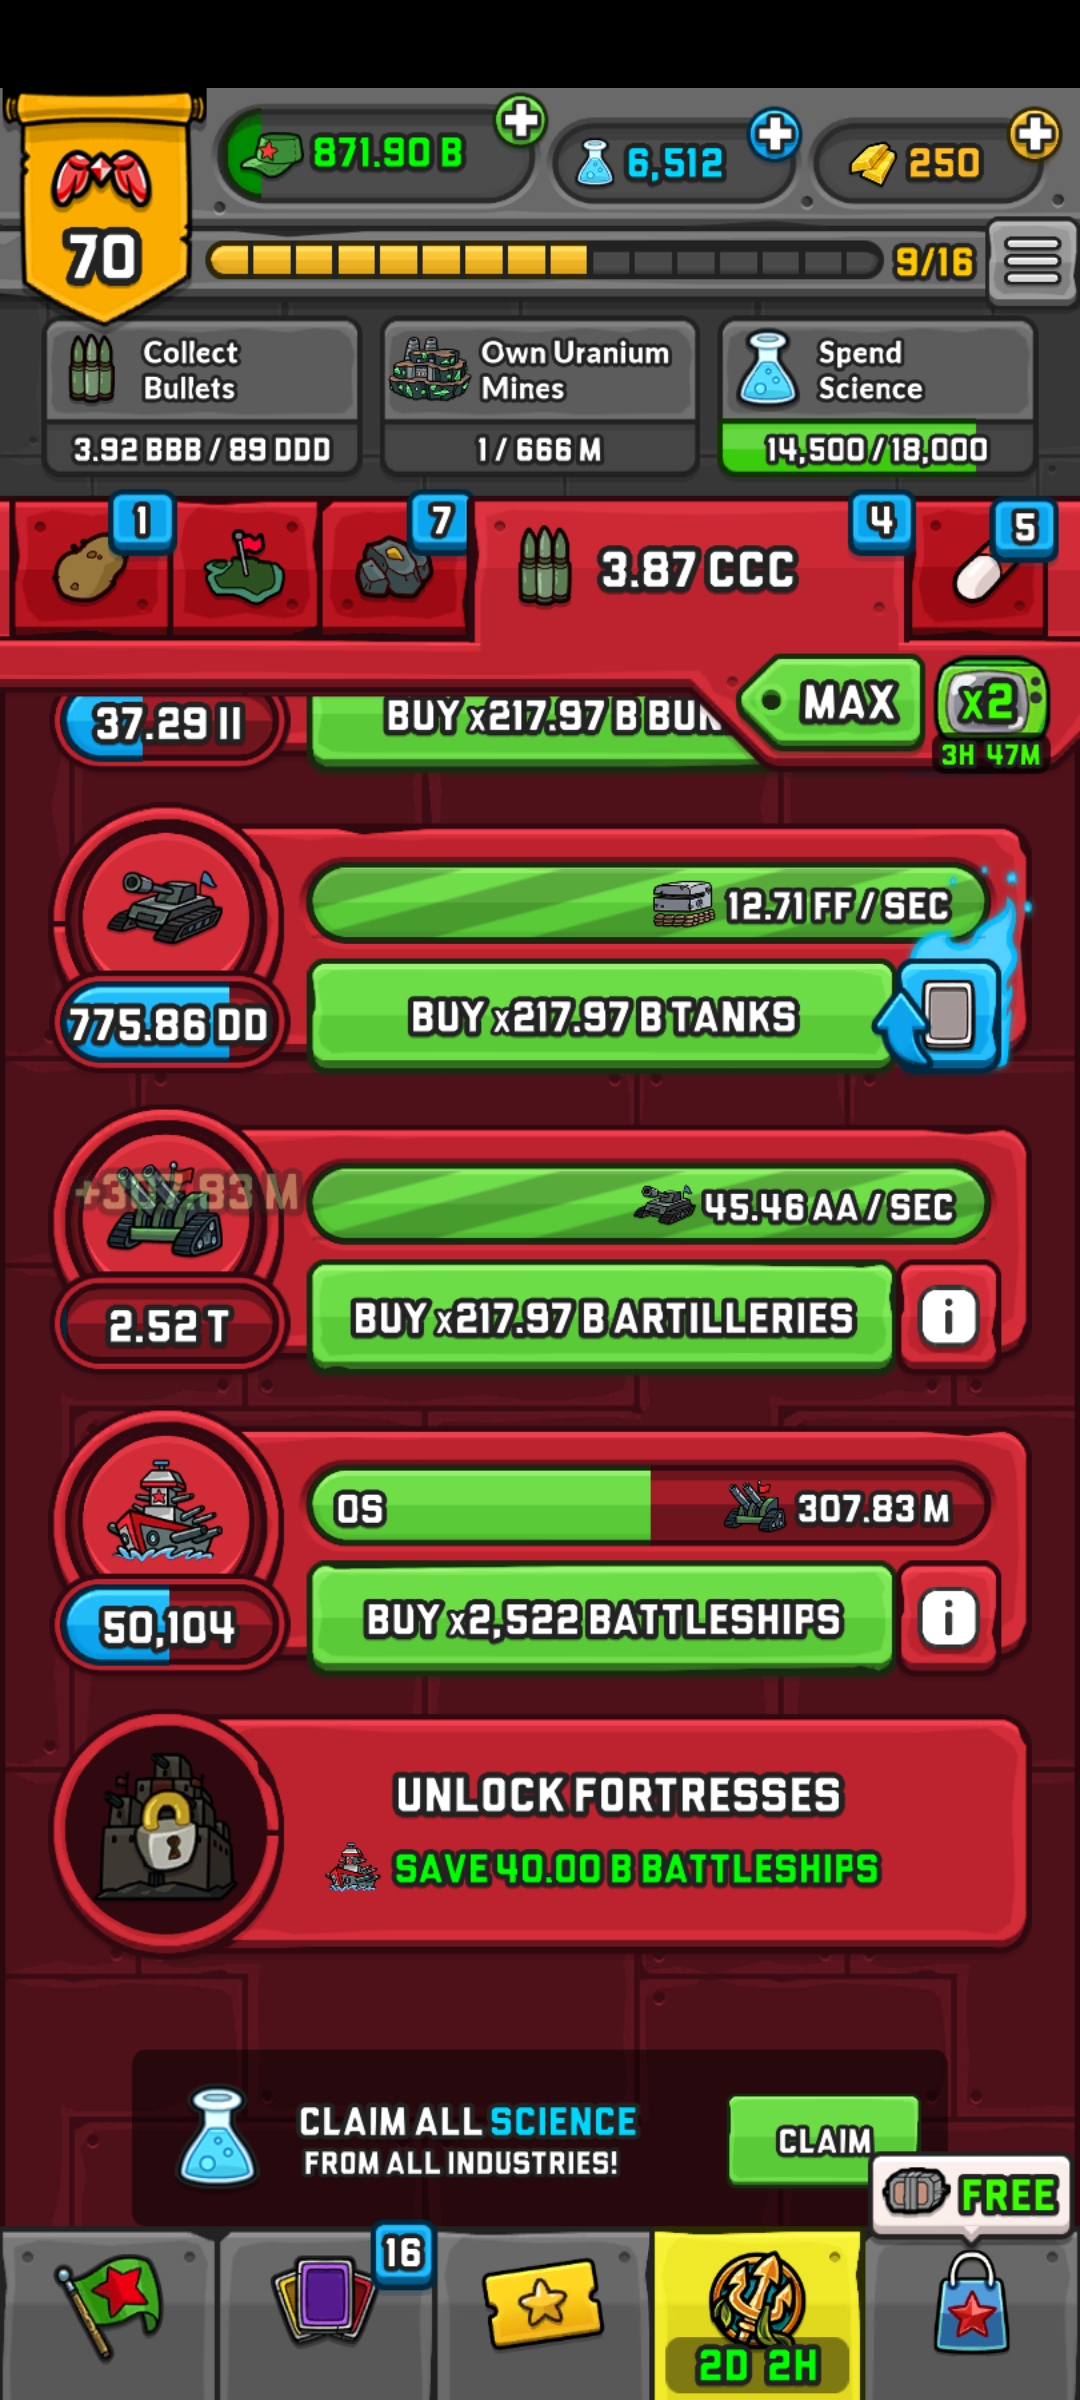 871.90 B
6,512
250
70
9/16
Collect
Bullets
3.92 BBB / 89 DDD
Own Uranium
Mines
1 / 666 M
Spend
Science
14,500/18,000
1
7
3.87 CCC
4
5
MAX
x2
3H 47M
37.29 II
BUY x217.97 B BUN
12.71 FF / SEC
775.86 DD
BUY x217.97 B TANKS
+307.83 M
45.46 AA / SEC
2.52 T
BUY x217.97 B ARTILLERIES
i
0S
307.83 M
50,104
BUY x2,522 BATTLESHIPS
i
UNLOCK FORTRESSES
SAVE 40.00 B BATTLESHIPS
CLAIM ALL SCIENCE
FROM ALL INDUSTRIES!
CLAIM
FREE
16
2D 2H